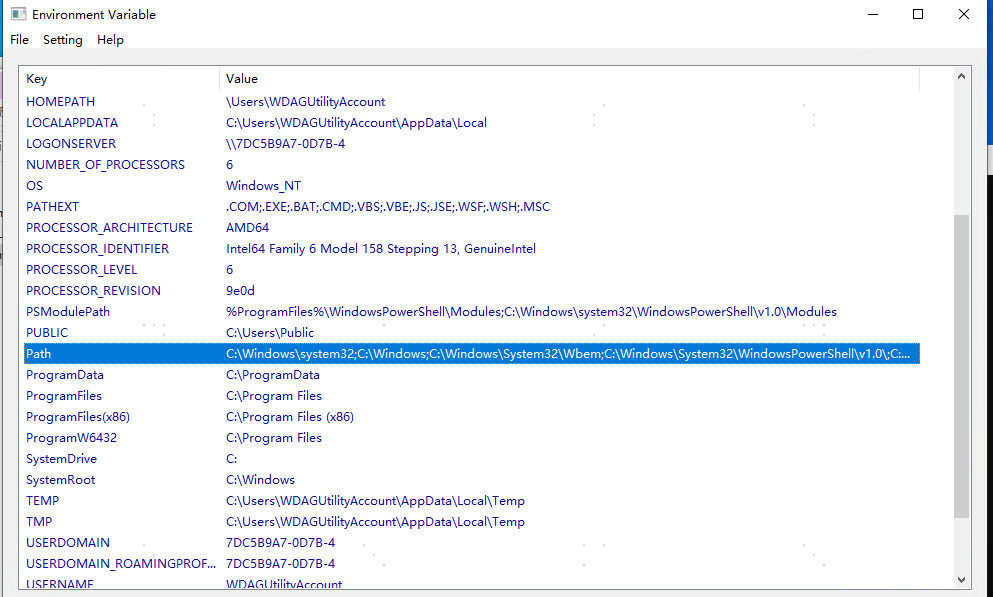 Environment Variable
File Setting Help
Key Value
HOMEPATH \Users\WDAGUtilityAccount
LOCALAPPDATA C:\Users\WDAGUtilityAccount\AppData\Local
LOGONSERVER \\7DC5B9A7-0D7B-4
NUMBER_OF_PROCESSORS 6
OS Windows_NT
PATHEXT .COM;.EXE;.BAT;.CMD;.VBS;.VBE;.JS;.JSE;.WSF;.WSH;.MSC
PROCESSOR_ARCHITECTURE AMD64
PROCESSOR_IDENTIFIER Intel64 Family 6 Model 158 Stepping 13, GenuineIntel
PROCESSOR_LEVEL 6
PROCESSOR_REVISION 9e0d
PSModulePath %ProgramFiles%\WindowsPowerShell\Modules;C:\Windows\system32\WindowsPowerShell\v1.0\Modules
PUBLIC C:\Users\Public
Path C:\Windows\system32;C:\Windows;C:\Windows\System32\Wbem;C:\Windows\System32\WindowsPowerShell\v1.0\;C:...
ProgramData C:\ProgramData
ProgramFiles C:\Program Files
ProgramFiles(x86) C:\Program Files (x86)
ProgramW6432 C:\Program Files
SystemDrive C:
SystemRoot C:\Windows
TEMP C:\Users\WDAGUtilityAccount\AppData\Local\Temp
TMP C:\Users\WDAGUtilityAccount\AppData\Local\Temp
USERDOMAIN 7DC5B9A7-0D7B-4
USERDOMAIN_ROAMINGPROF... 7DC5B9A7-0D7B-4
USERNAME WDAGUtilityAccount